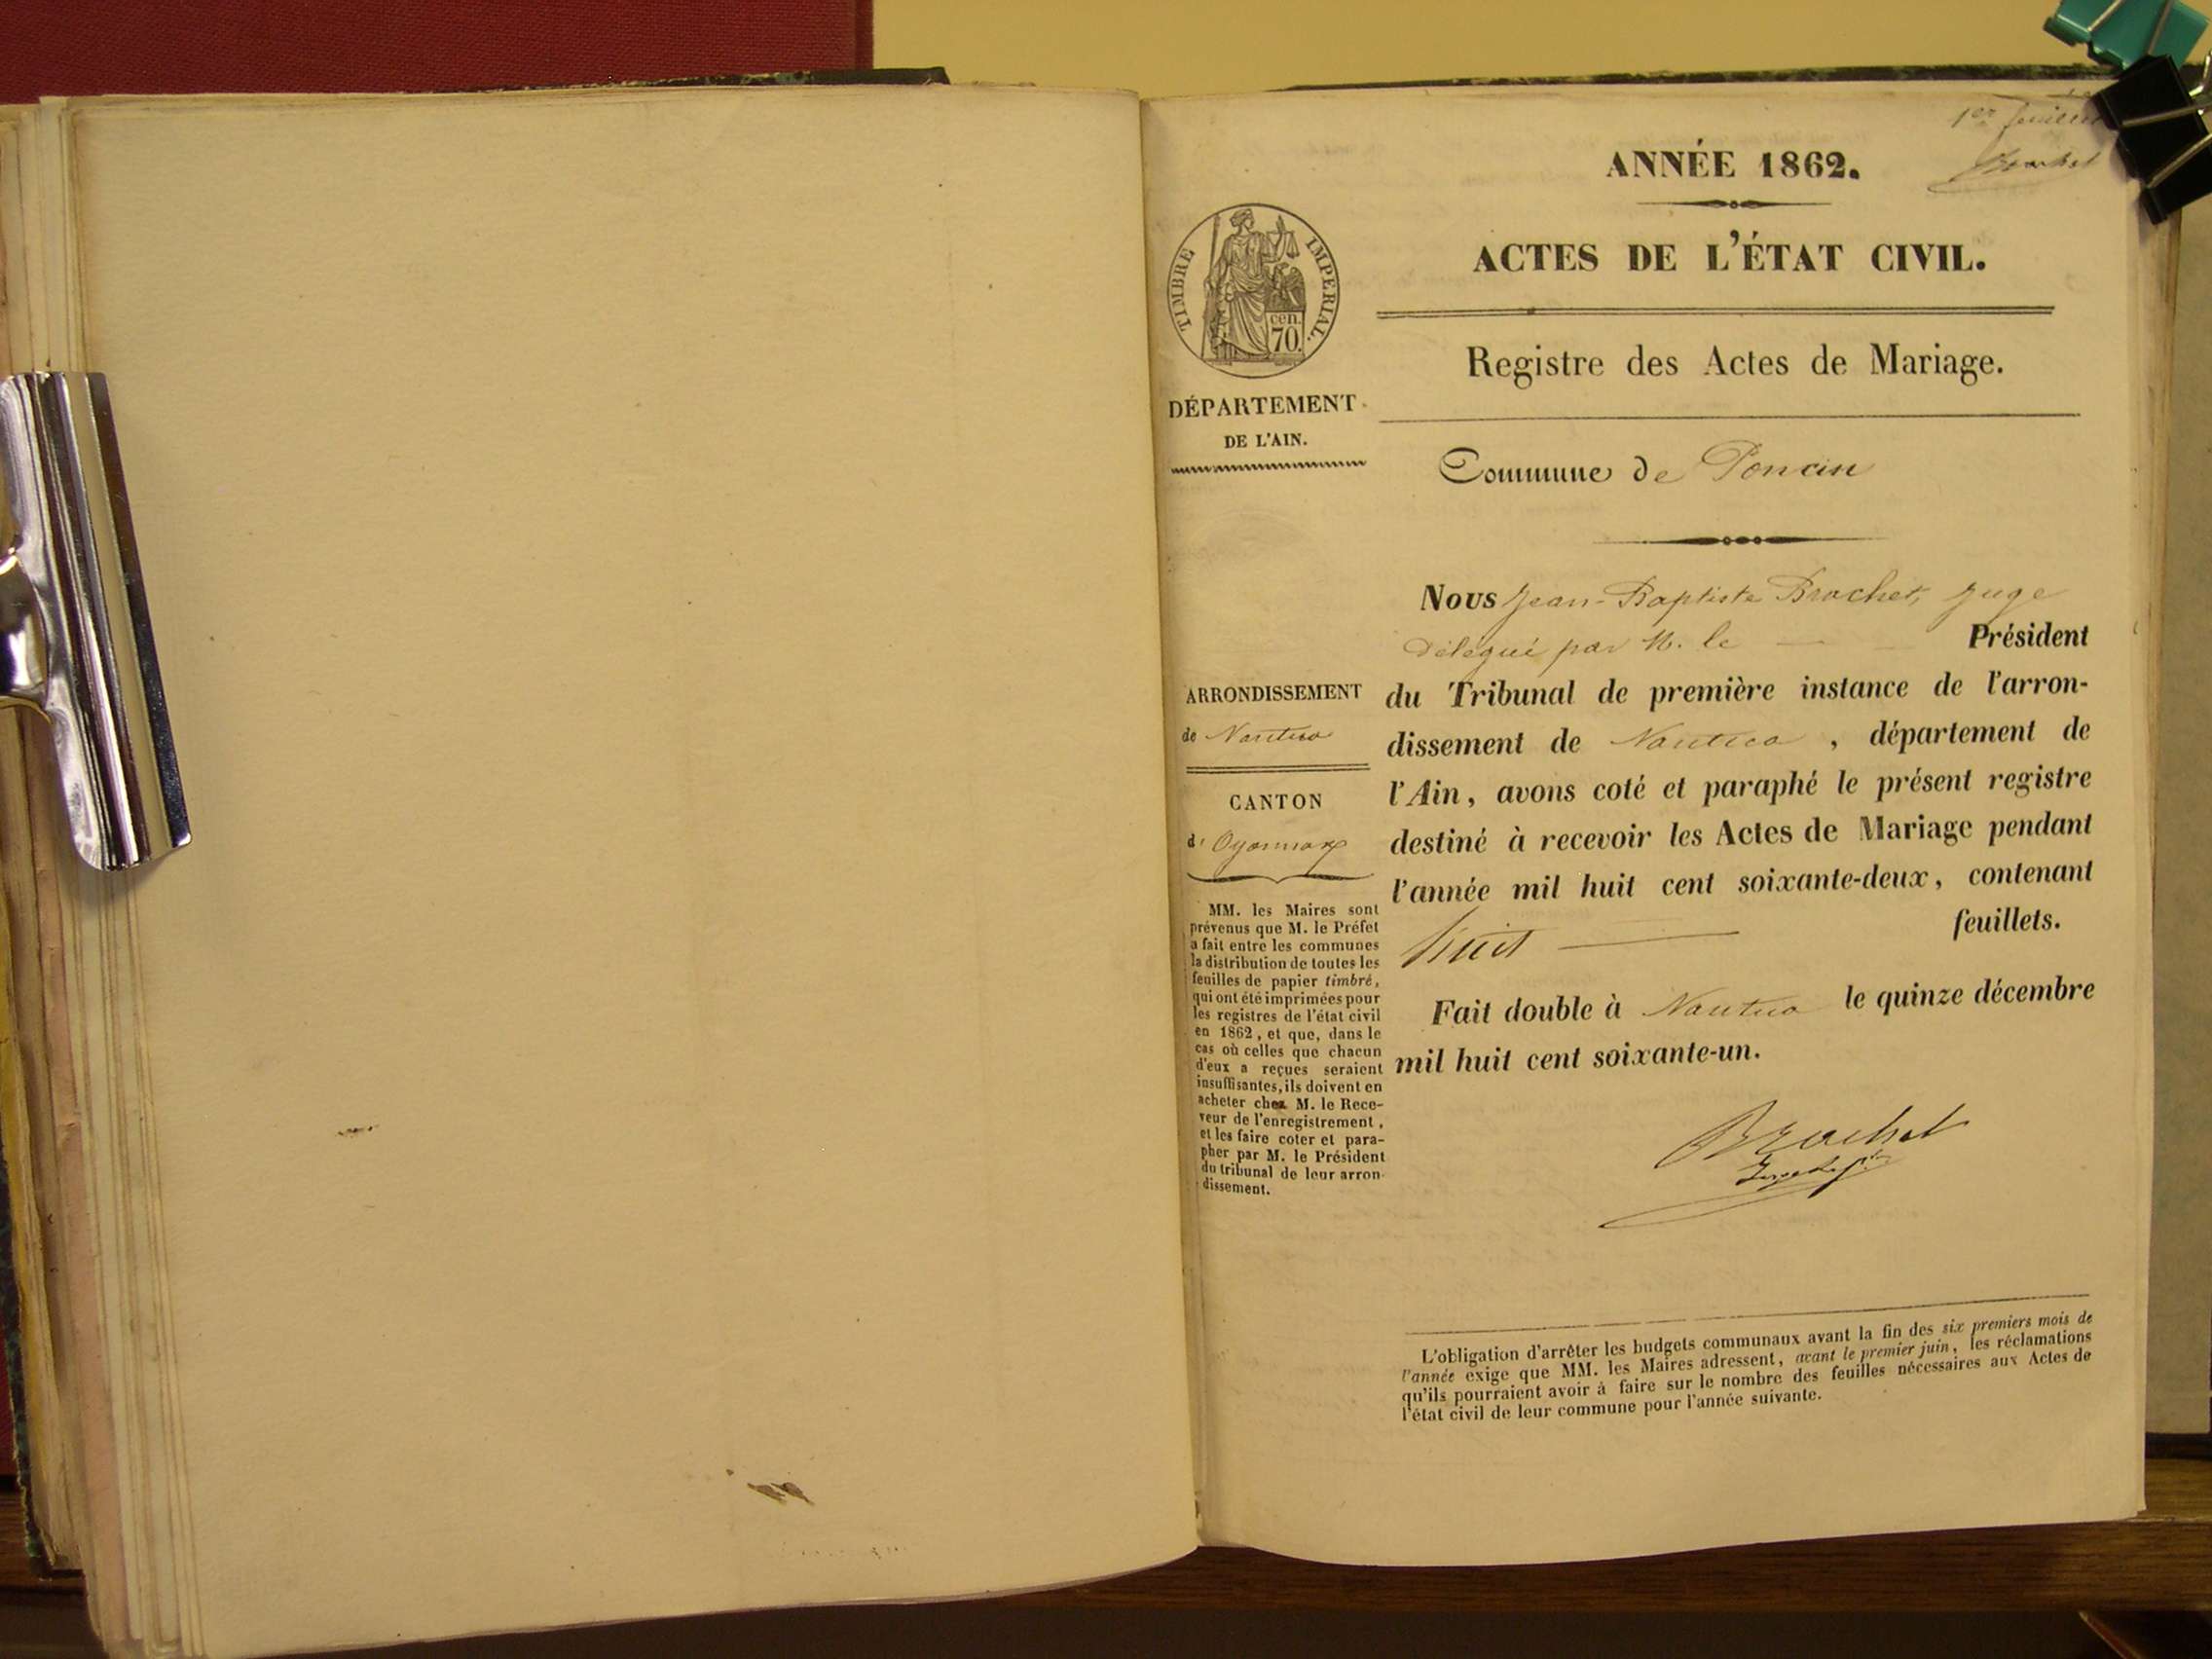 1er feuillet
Brachet
ANNÉE 1862.
ACTES DE L'ÉTAT CIVIL.
TIMBRE IMPERIAL.
cen.
70.
Registre des Actes de Mariage.
DÉPARTEMENT
DE L'AIN.
Commune de Poncin
Nous Jean-Baptiste Brachet, Juge
délégué par M. le — Président
du Tribunal de première instance de l'arron-
dissement de Nantua , département de
l'Ain, avons coté et paraphé le présent registre
destiné à recevoir les Actes de Mariage pendant
l'année mil huit cent soixante-deux, contenant
huit — feuillets.
Fait double à Nantua le quinze décembre
mil huit cent soixante-un.
Brachet
ARRONDISSEMENT
de Nantua
CANTON
d' Oyonnax
MM. les Maires sont
prévenus que M. le Préfet
a fait entre les communes
la distribution de toutes les
feuilles de papier timbré,
qui ont été imprimées pour
les registres de l'état civil
en 1862, et que, dans le
cas où celles que chacun
d'eux a reçues seraient
insuffisantes, ils doivent en
acheter chez M. le Rece-
veur de l'enregistrement,
et les faire coter et para-
pher par M. le Président
du tribunal de leur arron-
dissement.
L'obligation d'arrêter les budgets communaux avant la fin des six premiers mois de
l'année exige que MM. les Maires adressent, avant le premier juin, les réclamations
qu'ils pourraient avoir à faire sur le nombre des feuilles nécessaires aux Actes de
l'état civil de leur commune pour l'année suivante.